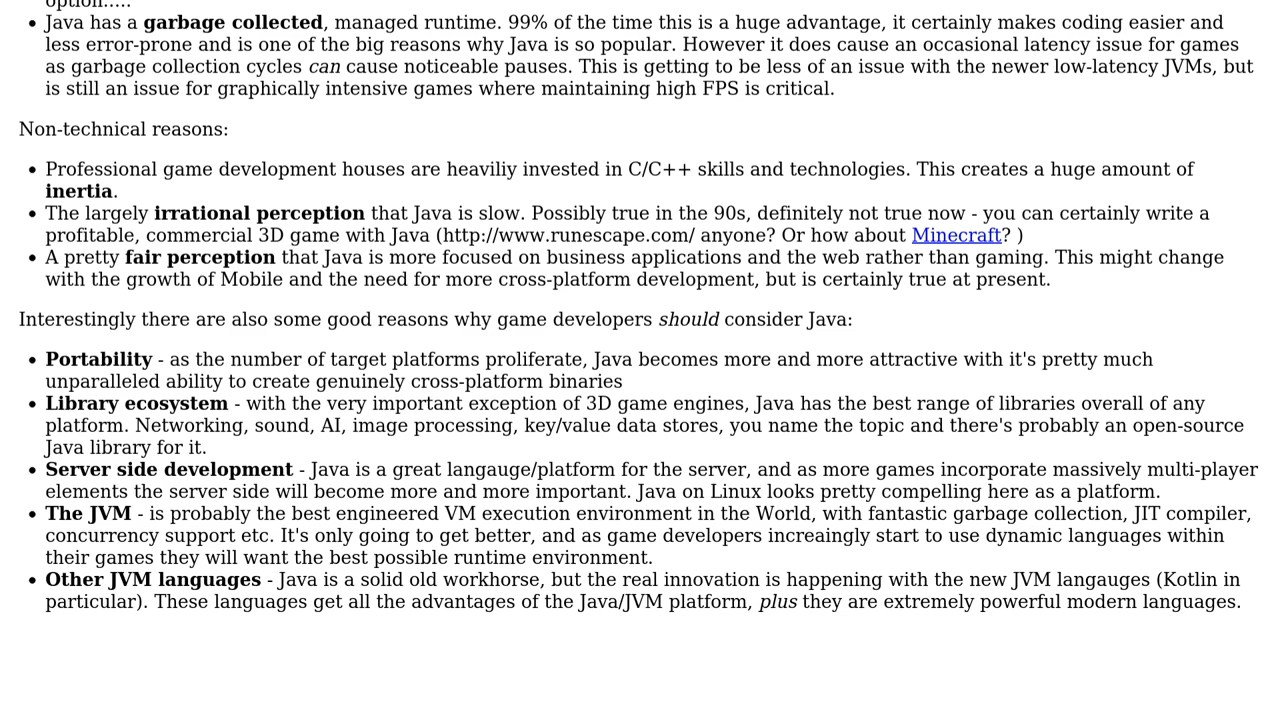 option.....
• Java has a garbage collected, managed runtime. 99% of the time this is a huge advantage, it certainly makes coding easier and
less error-prone and is one of the big reasons why Java is so popular. However it does cause an occasional latency issue for games
as garbage collection cycles can cause noticeable pauses. This is getting to be less of an issue with the newer low-latency JVMs, but
is still an issue for graphically intensive games where maintaining high FPS is critical.
Non-technical reasons:
• Professional game development houses are heaviliy invested in C/C++ skills and technologies. This creates a huge amount of
inertia.
• The largely irrational perception that Java is slow. Possibly true in the 90s, definitely not true now - you can certainly write a
profitable, commercial 3D game with Java (http://www.runescape.com/ anyone? Or how about Minecraft? )
• A pretty fair perception that Java is more focused on business applications and the web rather than gaming. This might change
with the growth of Mobile and the need for more cross-platform development, but is certainly true at present.
Interestingly there are also some good reasons why game developers should consider Java:
• Portability - as the number of target platforms proliferate, Java becomes more and more attractive with it's pretty much
unparalleled ability to create genuinely cross-platform binaries
• Library ecosystem - with the very important exception of 3D game engines, Java has the best range of libraries overall of any
platform. Networking, sound, AI, image processing, key/value data stores, you name the topic and there's probably an open-source
Java library for it.
• Server side development - Java is a great langauge/platform for the server, and as more games incorporate massively multi-player
elements the server side will become more and more important. Java on Linux looks pretty compelling here as a platform.
• The JVM - is probably the best engineered VM execution environment in the World, with fantastic garbage collection, JIT compiler,
concurrency support etc. It's only going to get better, and as game developers increaingly start to use dynamic languages within
their games they will want the best possible runtime environment.
• Other JVM languages - Java is a solid old workhorse, but the real innovation is happening with the new JVM langauges (Kotlin in
particular). These languages get all the advantages of the Java/JVM platform, plus they are extremely powerful modern languages.